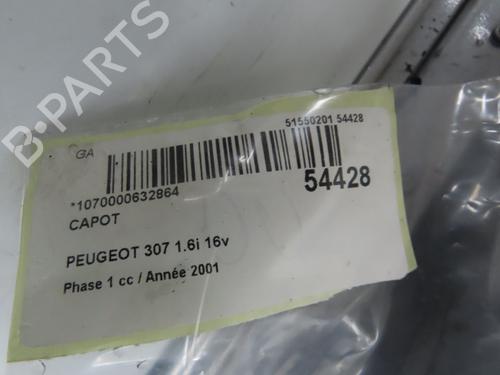 GA
51550201 54428
*1070000632864
54428
CAPOT
PEUGEOT 307 1.6i 16v
Phase 1 cc / Année 2001
B-PARTS